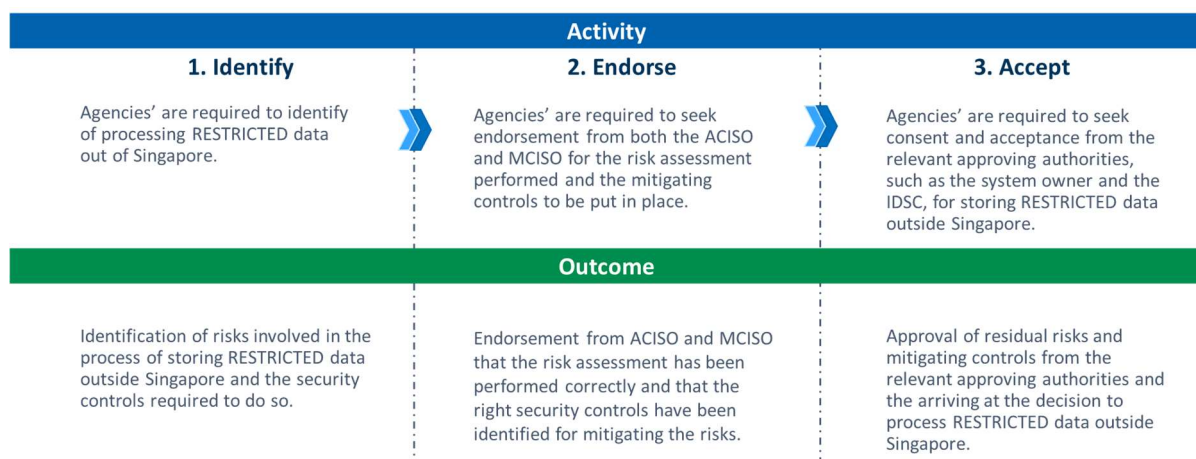 Activity
1. Identify
Agencies' are required to identify
of processing RESTRICTED data
out of Singapore.
2. Endorse
Agencies' are required to seek
endorsement from both the ACISO
and MCISO for the risk assessment
performed and the mitigating
controls to be put in place.
3. Accept
Agencies' are required to seek
consent and acceptance from the
relevant approving authorities,
such as the system owner and the
IDSC, for storing RESTRICTED data
outside Singapore.
Outcome
Identification of risks involved in the
process of storing RESTRICTED data
outside Singapore and the security
controls required to do so.
Endorsement from ACISO and MCISO
that the risk assessment has been
performed correctly and that the
right security controls have been
identified for mitigating the risks.
Approval of residual risks and
mitigating controls from the
relevant approving authorities and
the arriving at the decision to
process RESTRICTED data outside
Singapore.